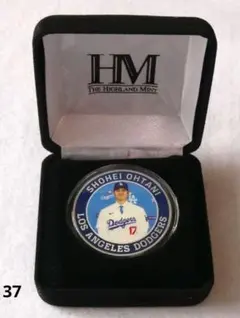 HM
THE HIGHLAND MINT
SHOHEI OHTANI
Dodgers
17
LOS ANGELES DODGERS
37